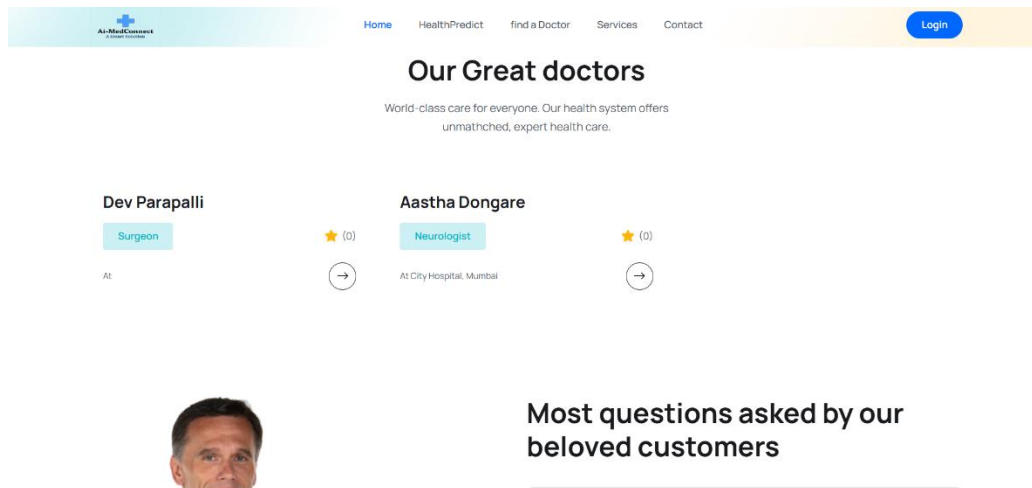 Ai-MedConnect
A Smart Solution
Home HealthPredict find a Doctor Services Contact Login
Our Great doctors
World-class care for everyone. Our health system offers
unmathched, expert health care.
Dev Parapalli Aastha Dongare
Surgeon (0) Neurologist (0)
At At City Hospital, Mumbai
Most questions asked by our
beloved customers